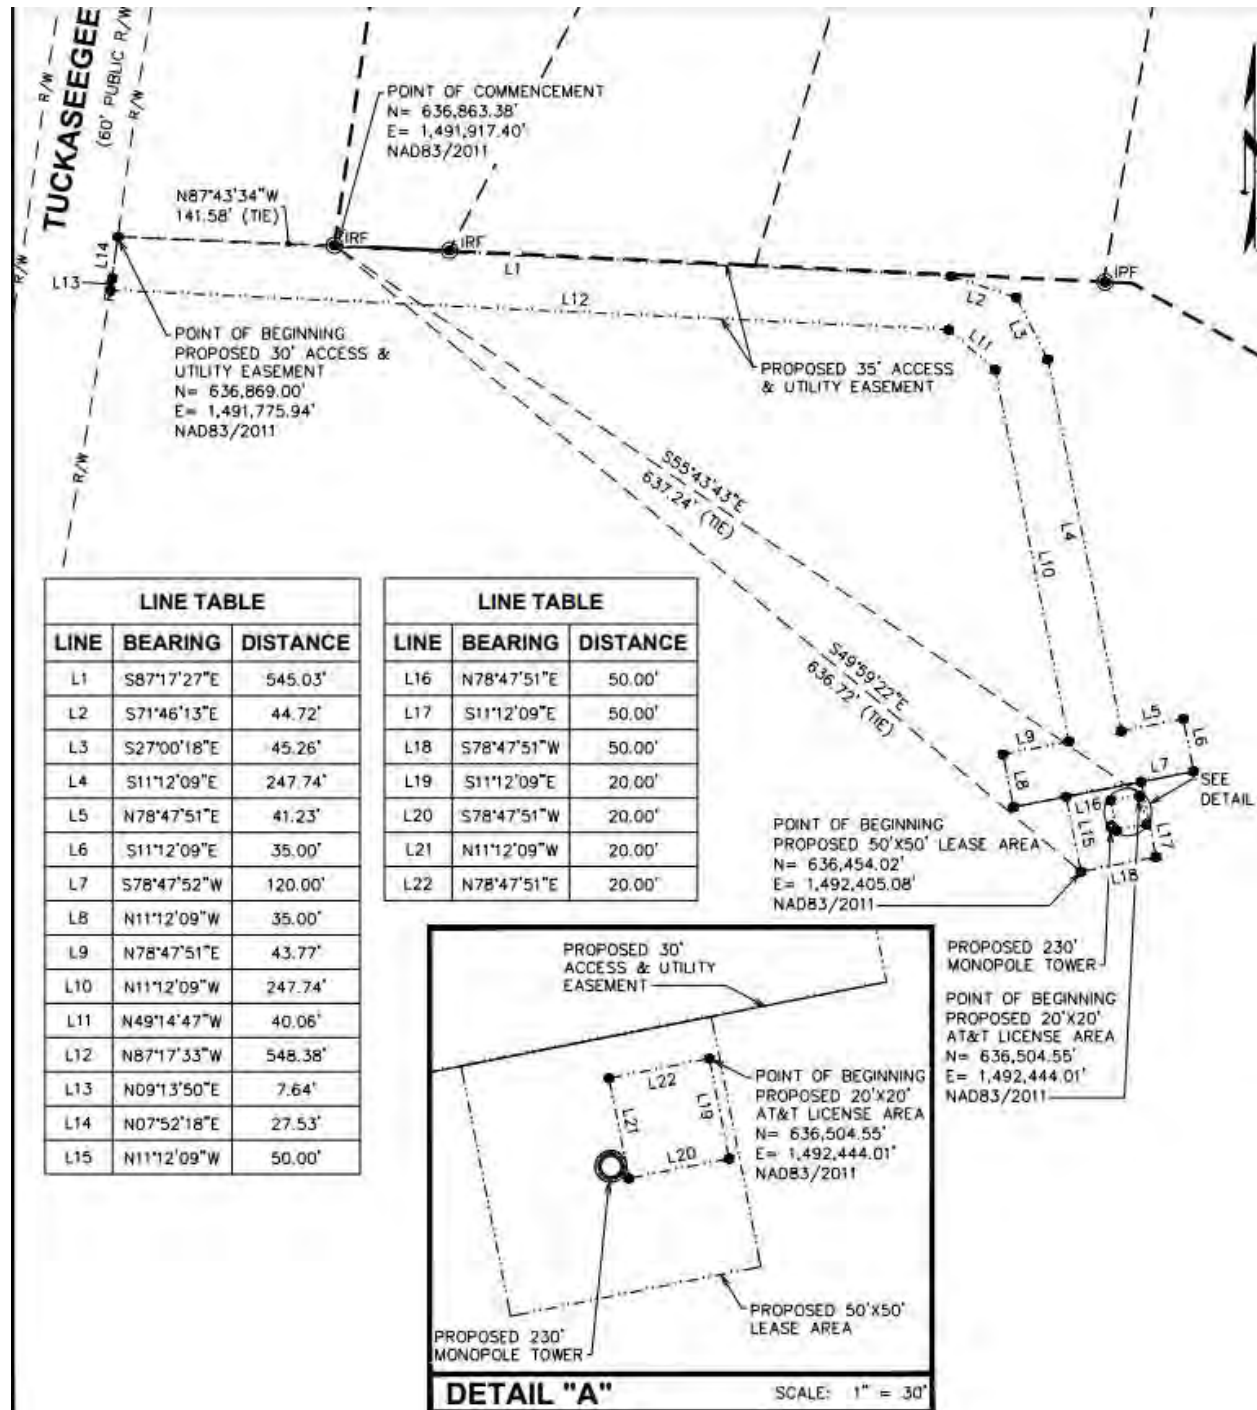 TUCKASEEGEE
(60' PUBLIC R/W)
R/W
R/W
R/W
R/W
R/W
POINT OF COMMENCEMENT
N= 636,863.38'
E= 1,491,917.40'
NAD83/2011
N87°43'34"W
141.58' (TIE)
IRF
IRF
IPF
L1
L2
L3
L14
L13
L12
L11
POINT OF BEGINNING
PROPOSED 30' ACCESS &
UTILITY EASEMENT
N= 636,869.00'
E= 1,491,775.94'
NAD83/2011
PROPOSED 35' ACCESS
& UTILITY EASEMENT
S55°43'43"E
637.24' (TIE)
L10
L4
S49°59'22"E
636.72' (TIE)
L9
L8
L5
L6
L7
SEE
DETAIL
L16
L15
L17
L18
POINT OF BEGINNING
PROPOSED 50'X50' LEASE AREA
N= 636,454.02'
E= 1,492,405.08'
NAD83/2011
PROPOSED 230'
MONOPOLE TOWER
POINT OF BEGINNING
PROPOSED 20'X20'
AT&T LICENSE AREA
N= 636,504.55'
E= 1,492,444.01'
NAD83/2011
LINE TABLE
LINE BEARING DISTANCE
L1 S87°17'27"E 545.03'
L2 S71°46'13"E 44.72'
L3 S27°00'18"E 45.26'
L4 S11°12'09"E 247.74'
L5 N78°47'51"E 41.23'
L6 S11°12'09"E 35.00'
L7 S78°47'52"W 120.00'
L8 N11°12'09"W 35.00'
L9 N78°47'51"E 43.77'
L10 N11°12'09"W 247.74'
L11 N49°14'47"W 40.06'
L12 N87°17'33"W 548.38'
L13 N09°13'50"E 7.64'
L14 N07°52'18"E 27.53'
L15 N11°12'09"W 50.00'
LINE TABLE
LINE BEARING DISTANCE
L16 N78°47'51"E 50.00'
L17 S11°12'09"E 50.00'
L18 S78°47'51"W 50.00'
L19 S11°12'09"E 20.00'
L20 S78°47'51"W 20.00'
L21 N11°12'09"W 20.00'
L22 N78°47'51"E 20.00'
PROPOSED 30'
ACCESS & UTILITY
EASEMENT
L22
L21
L19
L20
POINT OF BEGINNING
PROPOSED 20'X20'
AT&T LICENSE AREA
N= 636,504.55'
E= 1,492,444.01'
NAD83/2011
PROPOSED 50'X50'
LEASE AREA
PROPOSED 230'
MONOPOLE TOWER
DETAIL "A"
SCALE: 1" = 30'